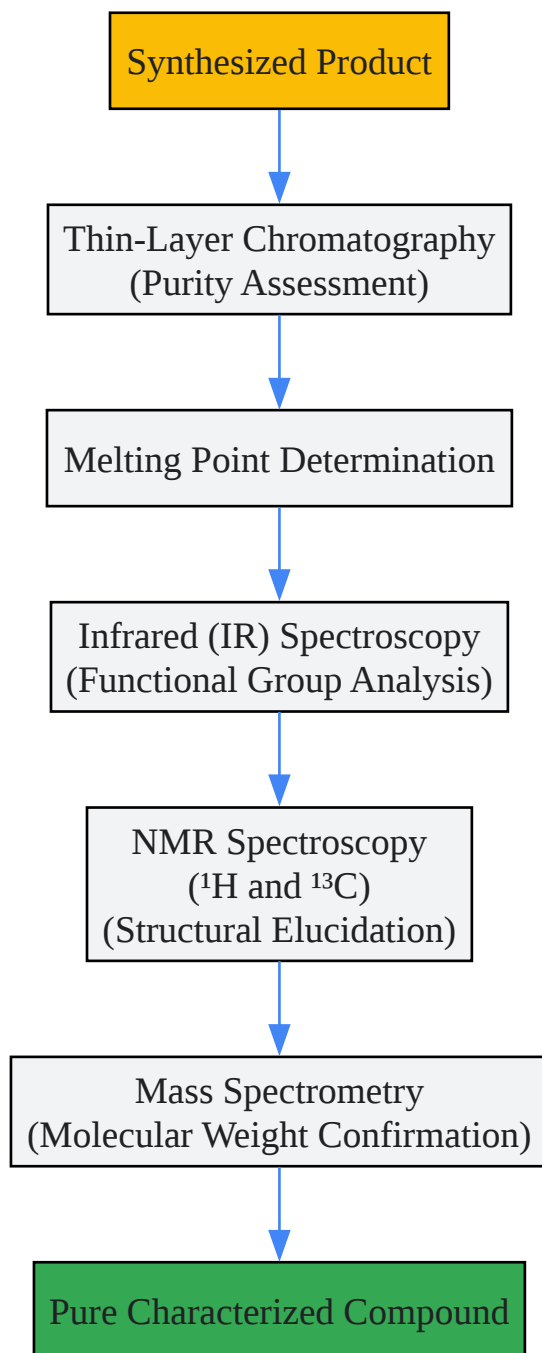 Synthesized Product
Thin-Layer Chromatography
(Purity Assessment)
Melting Point Determination
Infrared (IR) Spectroscopy
(Functional Group Analysis)
NMR Spectroscopy
(¹H and ¹³C)
(Structural Elucidation)
Mass Spectrometry
(Molecular Weight Confirmation)
Pure Characterized Compound